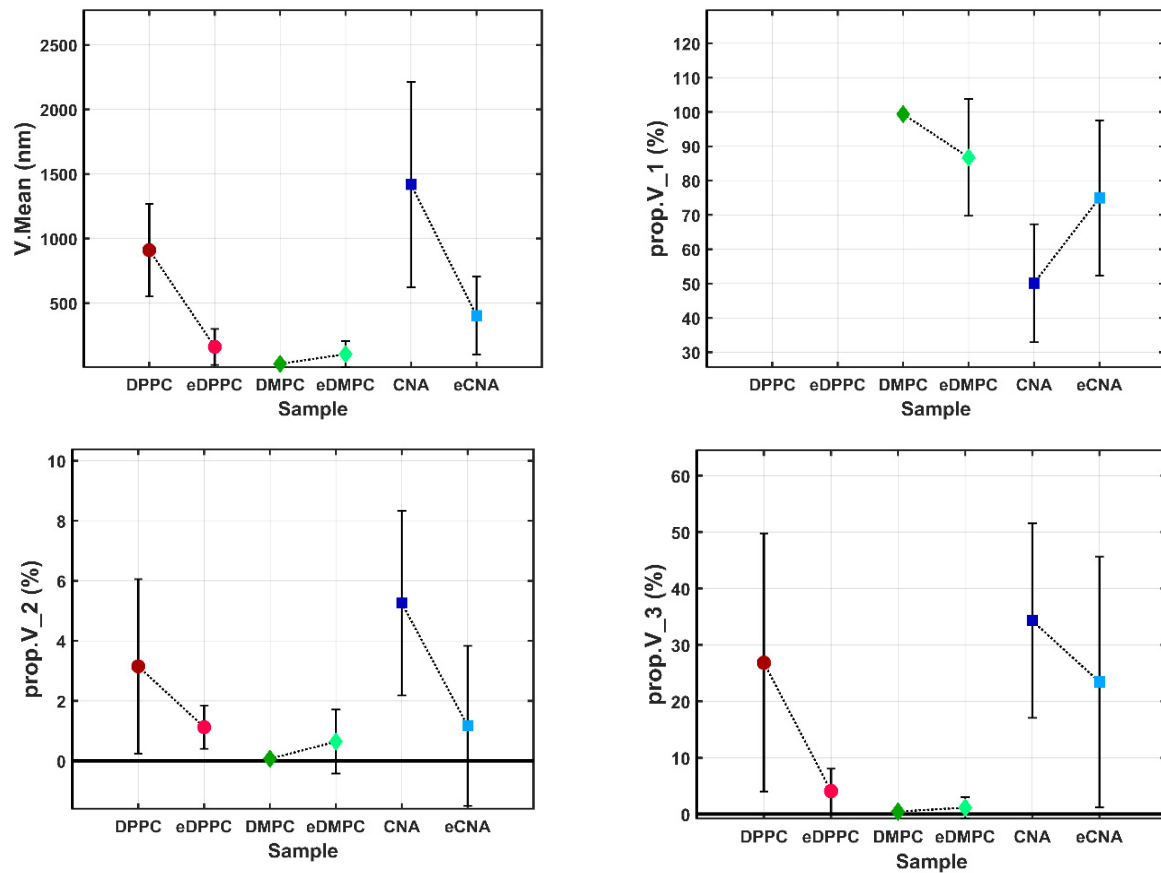 V.Mean (nm)
2500
2000
1500
1000
500
DPPC eDPPC DMPC eDMPC CNA eCNA
Sample
prop.V_1 (%)
120
110
100
90
80
70
60
50
40
30
DPPC eDPPC DMPC eDMPC CNA eCNA
Sample
prop.V_2 (%)
10
8
6
4
2
0
DPPC eDPPC DMPC eDMPC CNA eCNA
Sample
prop.V_3 (%)
60
50
40
30
20
10
0
DPPC eDPPC DMPC eDMPC CNA eCNA
Sample